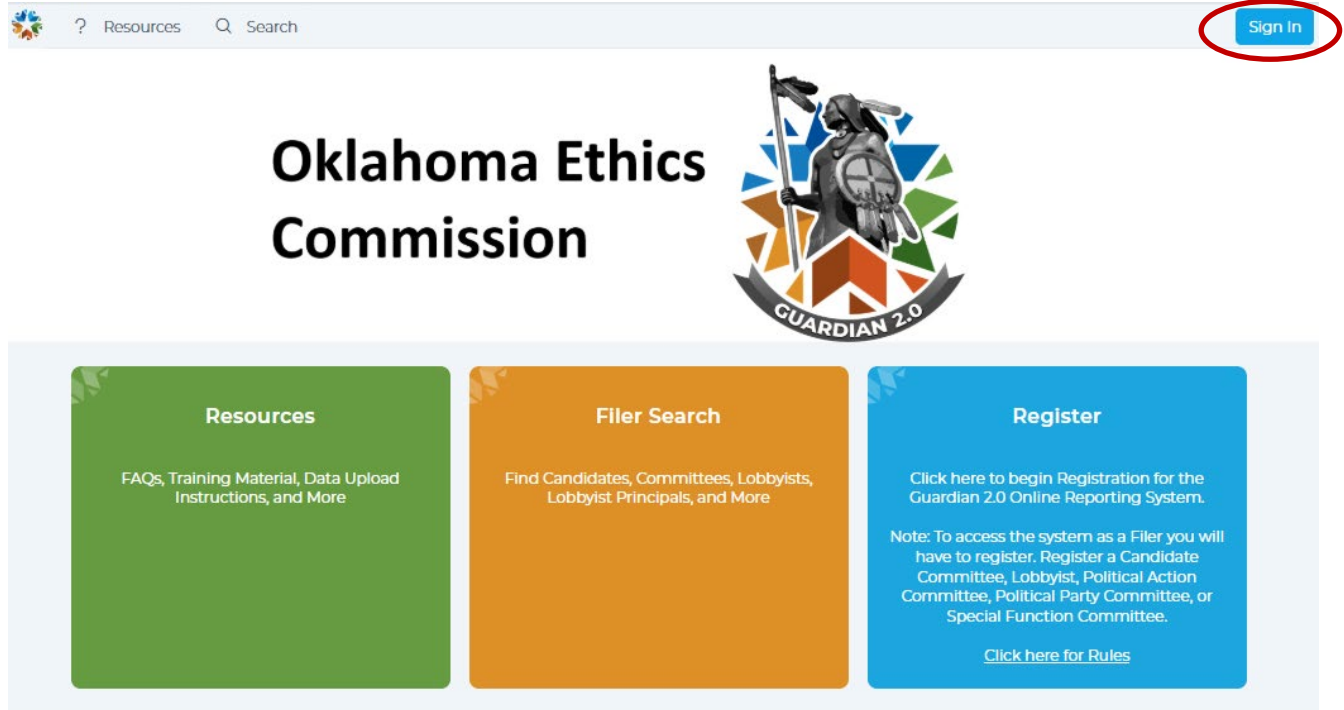 ? Resources Search
Sign In
Oklahoma Ethics
Commission
GUARDIAN 2.0
Resources
FAQs, Training Material, Data Upload
Instructions, and More
Filer Search
Find Candidates, Committees, Lobbyists,
Lobbyist Principals, and More
Register
Click here to begin Registration for the
Guardian 2.0 Online Reporting System.
Note: To access the system as a Filer you will
have to register. Register a Candidate
Committee, Lobbyist, Political Action
Committee, Political Party Committee, or
Special Function Committee.
Click here for Rules